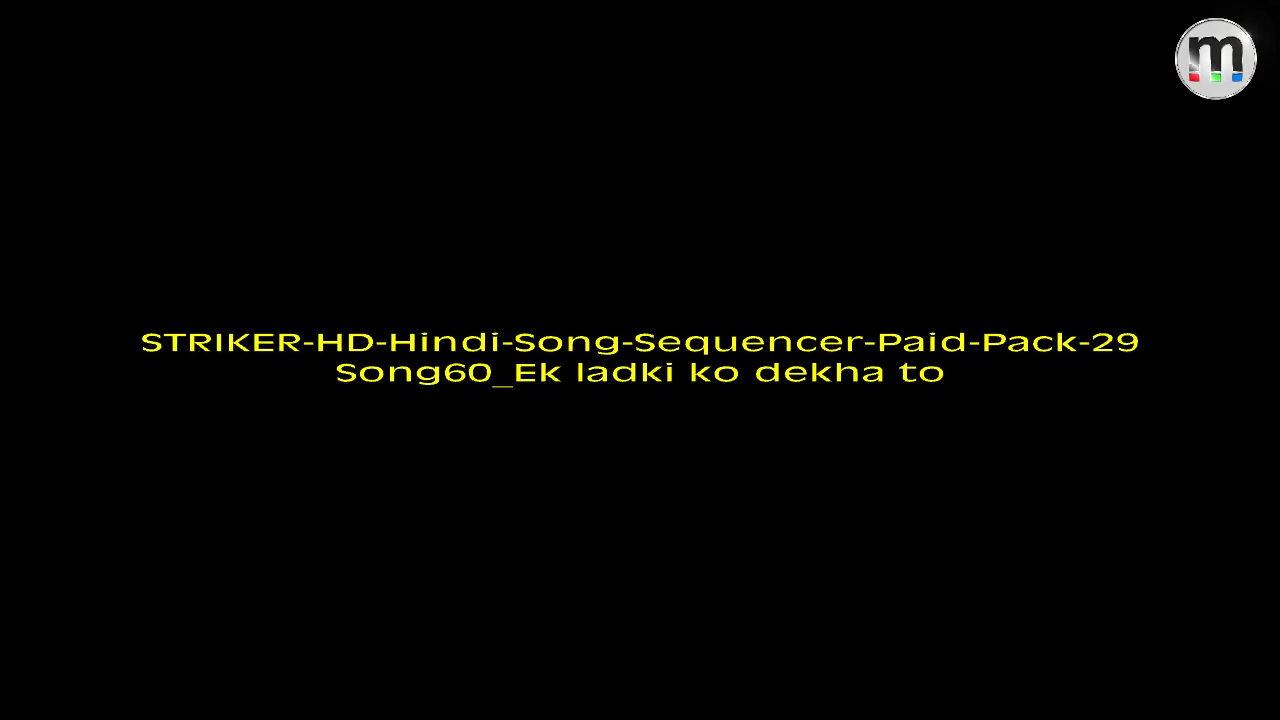 m
STRIKER-HD-Hindi-Song-Sequencer-Paid-Pack-29
Song60_Ek ladki ko dekha to